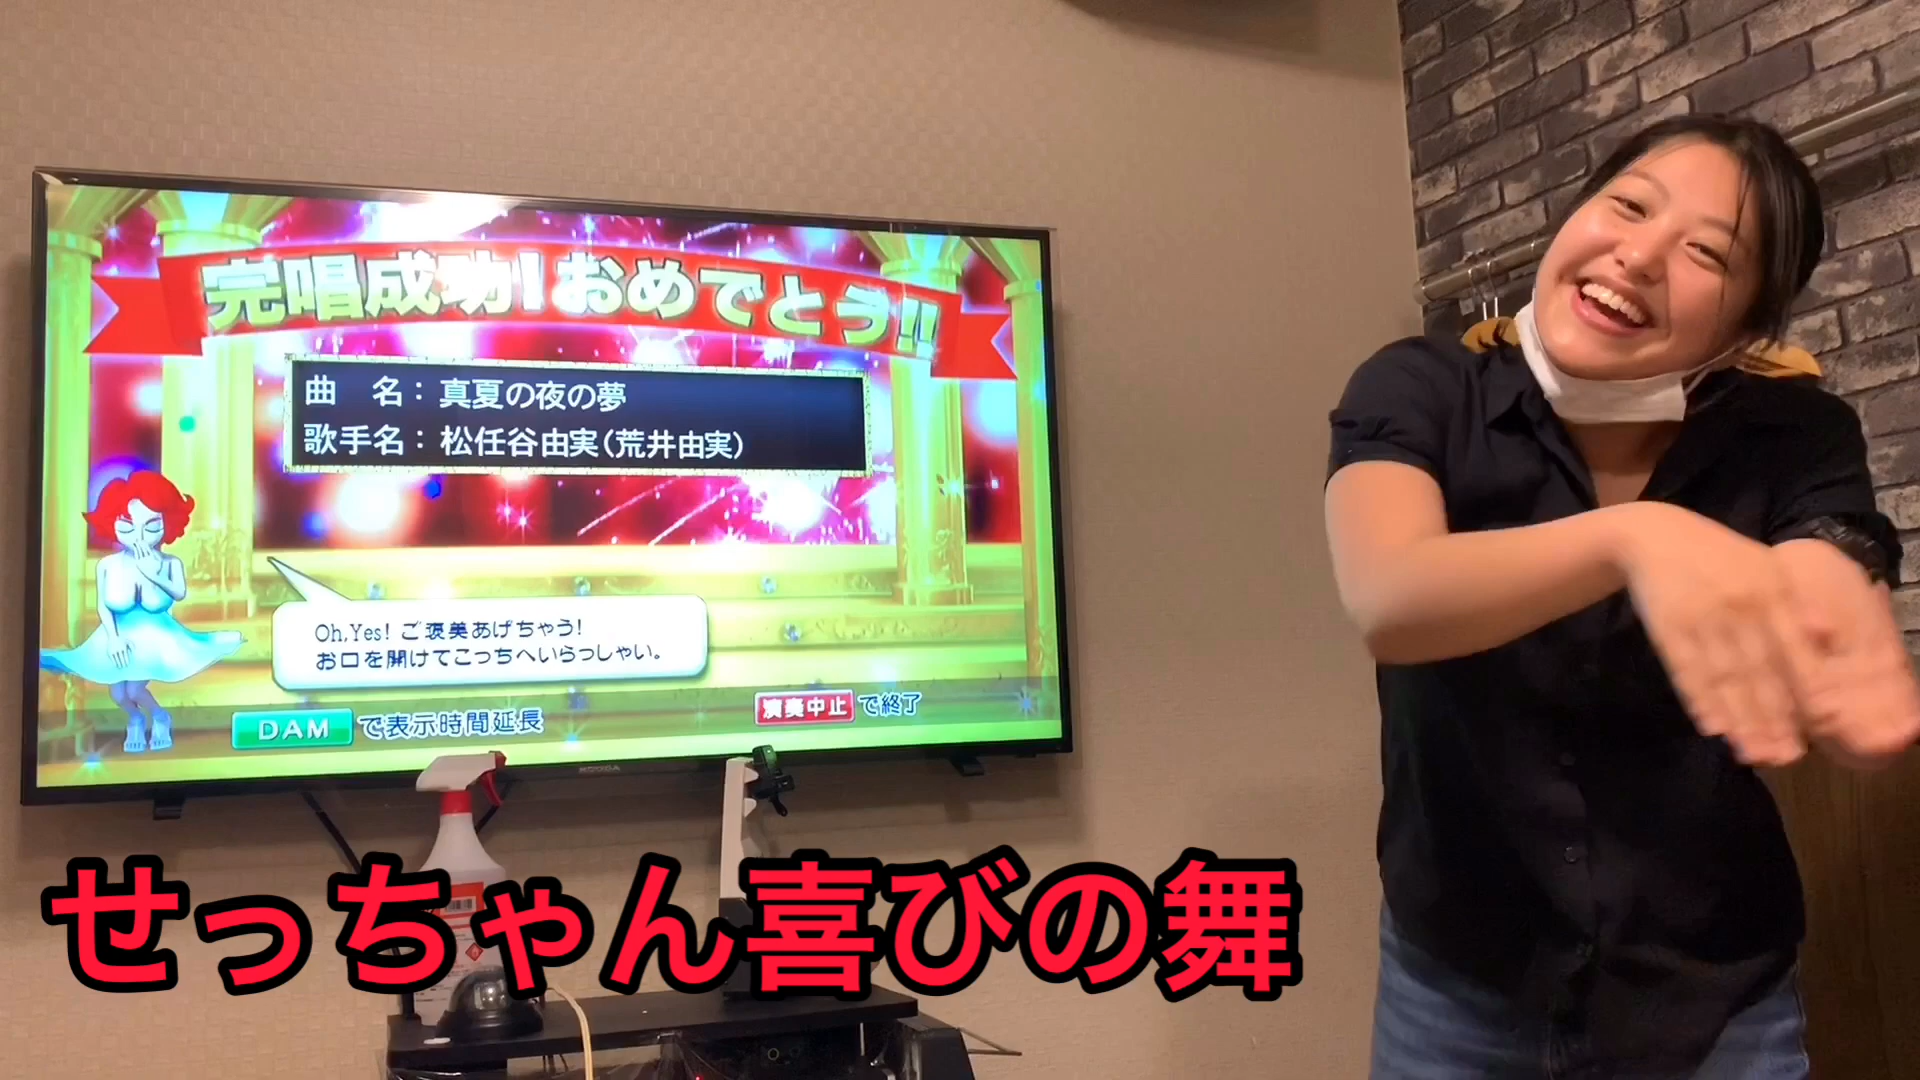 完唱成功!おめでとう!!
曲　名：真夏の夜の夢
歌手名：松任谷由実(荒井由実)
Oh,Yes! ご褒美あげちゃう!
お口を開けてこっちへいらっしゃい。
DAM で表示時間延長
演奏中止 で終了
せっちゃん喜びの舞